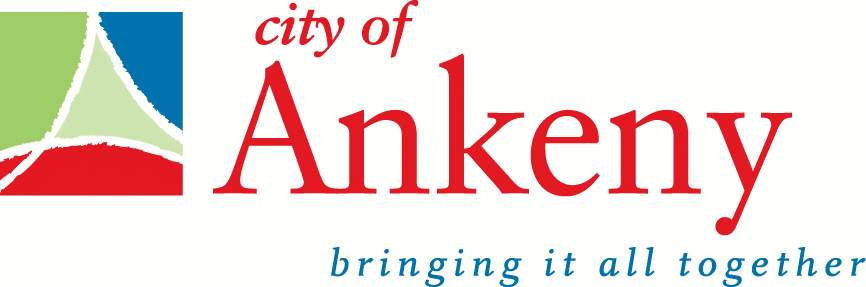 city of
Ankeny
bringing it all together